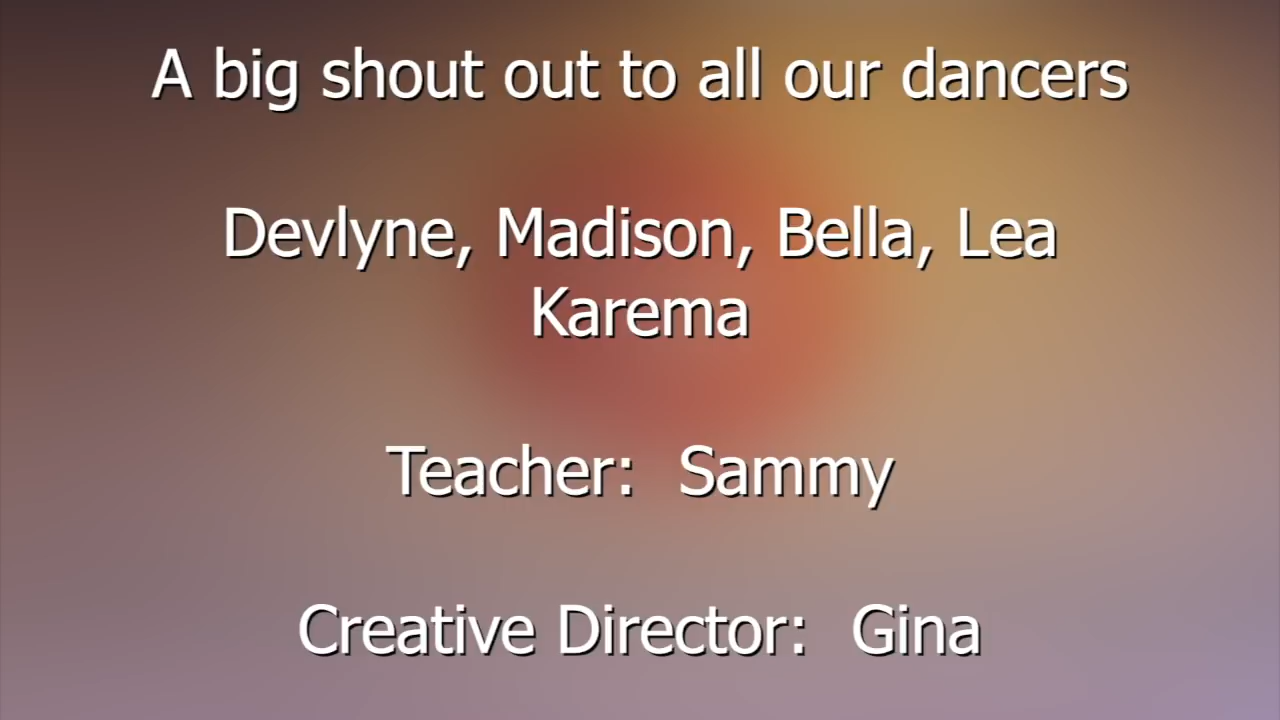 A big shout out to all our dancers
Devlyne, Madison, Bella, Lea
Karema
Teacher:  Sammy
Creative Director:  Gina